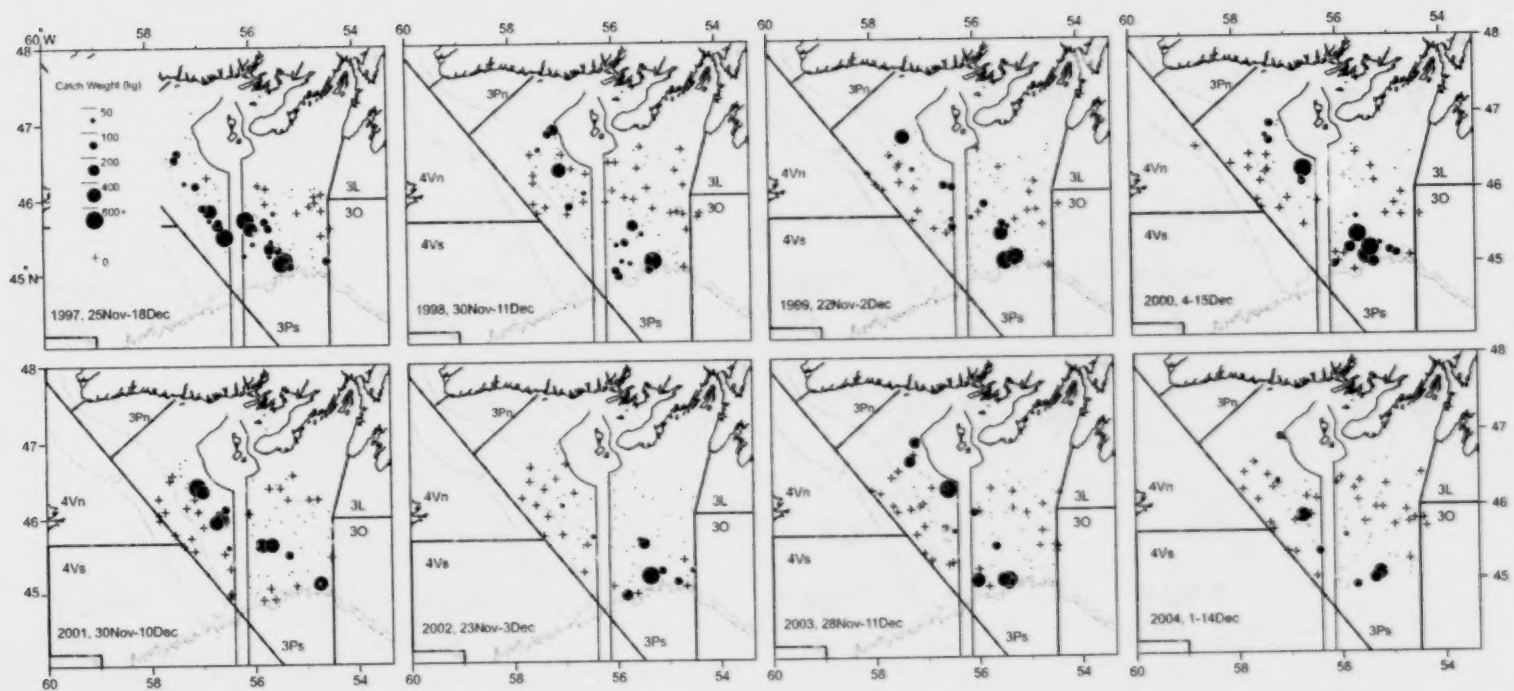 60°W 58 56 54
60 58 56 54
60 58 56 54
60 58 56 54
48
47
46
45°N
Catch Weight (kg)
50
100
200
400
600+
0
3L
3O
3Ps
1997, 25Nov-18Dec
3Pn
4Vn
4Vs
3L
3O
3Ps
1998, 30Nov-11Dec
3Pn
4Vn
4Vs
3L
3O
3Ps
1999, 22Nov-2Dec
3Pn
4Vn
4Vs
3L
3O
3Ps
2000, 4-15Dec
48
47
46
45
48
47
46
45
3Pn
4Vn
4Vs
3L
3O
3Ps
2001, 30Nov-10Dec
3Pn
4Vn
4Vs
3L
3O
3Ps
2002, 23Nov-3Dec
3Pn
4Vn
4Vs
3L
3O
3Ps
2003, 28Nov-11Dec
3Pn
4Vn
4Vs
3L
3O
3Ps
2004, 1-14Dec
48
47
46
45
60 58 56 54
60 58 56 54
60 58 56 54
60 58 56 54